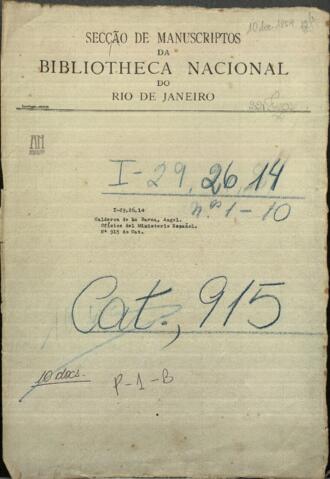 SECÇÃO DE MANUSCRIPTOS
DA
BIBLIOTHECA NACIONAL
DO
RIO DE JANEIRO
I-29,26,14
nºs 1-10
I-29,26,14
Calderon de la Barca, Angel.
Oficios del Ministerio Español.
Nº 915 do Cat.
Cat., 915
10 docs.
P-1-B